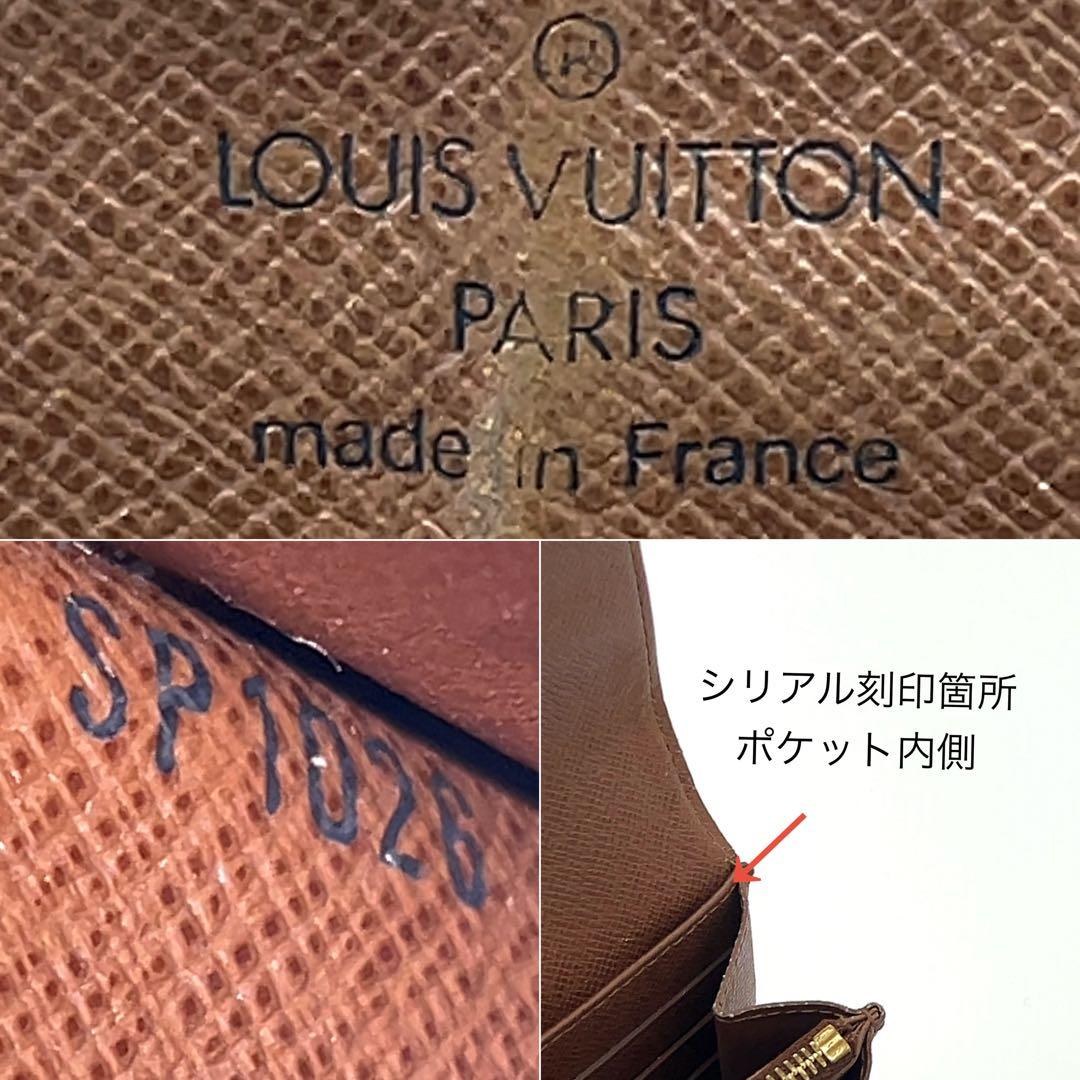 ®
LOUIS VUITTON
PARIS
made in France
SP1026
シリアル刻印箇所
ポケット内側